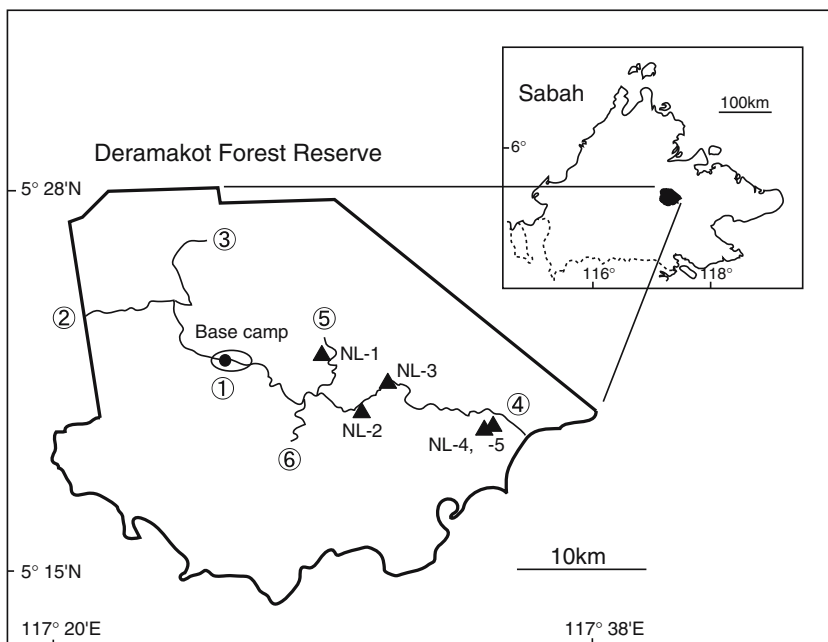 Sabah
100km
6°
116°
118°
Deramakot Forest Reserve
5° 28'N
③
②
Base camp
⑤
NL-1
NL-3
①
④
NL-2
NL-4, -5
⑥
10km
5° 15'N
117° 20'E
117° 38'E